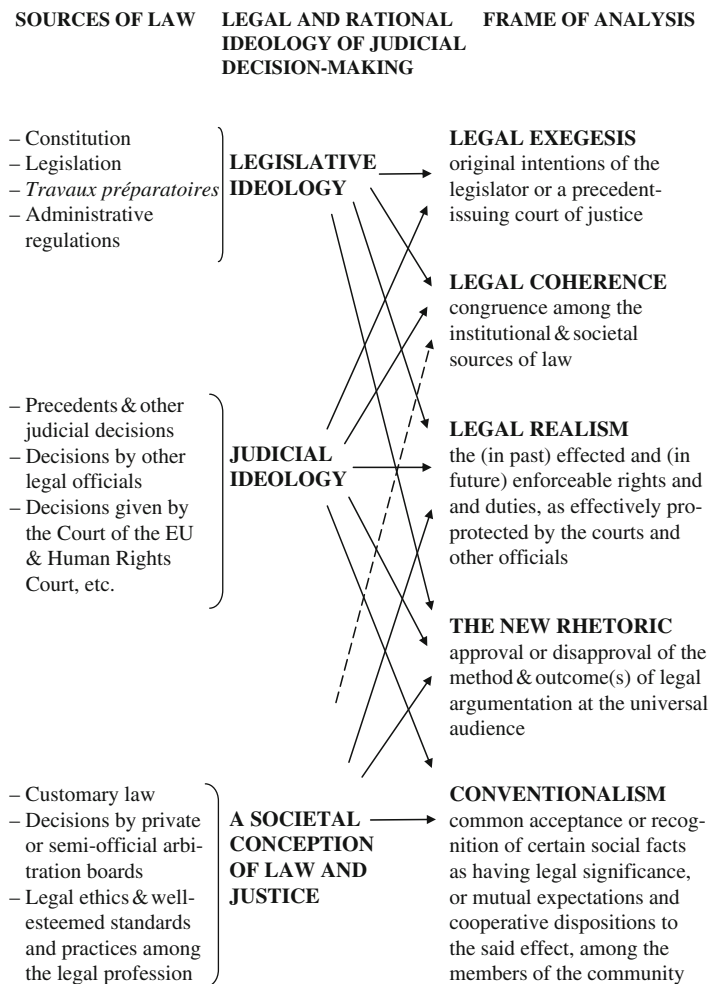 SOURCES OF LAW
LEGAL AND RATIONAL
IDEOLOGY OF JUDICIAL
DECISION-MAKING
FRAME OF ANALYSIS
– Constitution
– Legislation
– Travaux préparatoires
– Administrative
regulations
LEGISLATIVE
IDEOLOGY
LEGAL EXEGESIS
original intentions of the
legislator or a precedent-
issuing court of justice
LEGAL COHERENCE
congruence among the
institutional & societal
sources of law
– Precedents & other
judicial decisions
– Decisions by other
legal officials
– Decisions given by
the Court of the EU
& Human Rights
Court, etc.
JUDICIAL
IDEOLOGY
LEGAL REALISM
the (in past) effected and (in
future) enforceable rights and
and duties, as effectively pro-
protected by the courts and
other officials
THE NEW RHETORIC
approval or disapproval of the
method & outcome(s) of legal
argumentation at the universal
audience
– Customary law
– Decisions by private
or semi-official arbi-
tration boards
– Legal ethics & well-
esteemed standards
and practices among
the legal profession
A SOCIETAL
CONCEPTION
OF LAW AND
JUSTICE
CONVENTIONALISM
common acceptance or recog-
nition of certain social facts
as having legal significance,
or mutual expectations and
cooperative dispositions to
the said effect, among the
members of the community